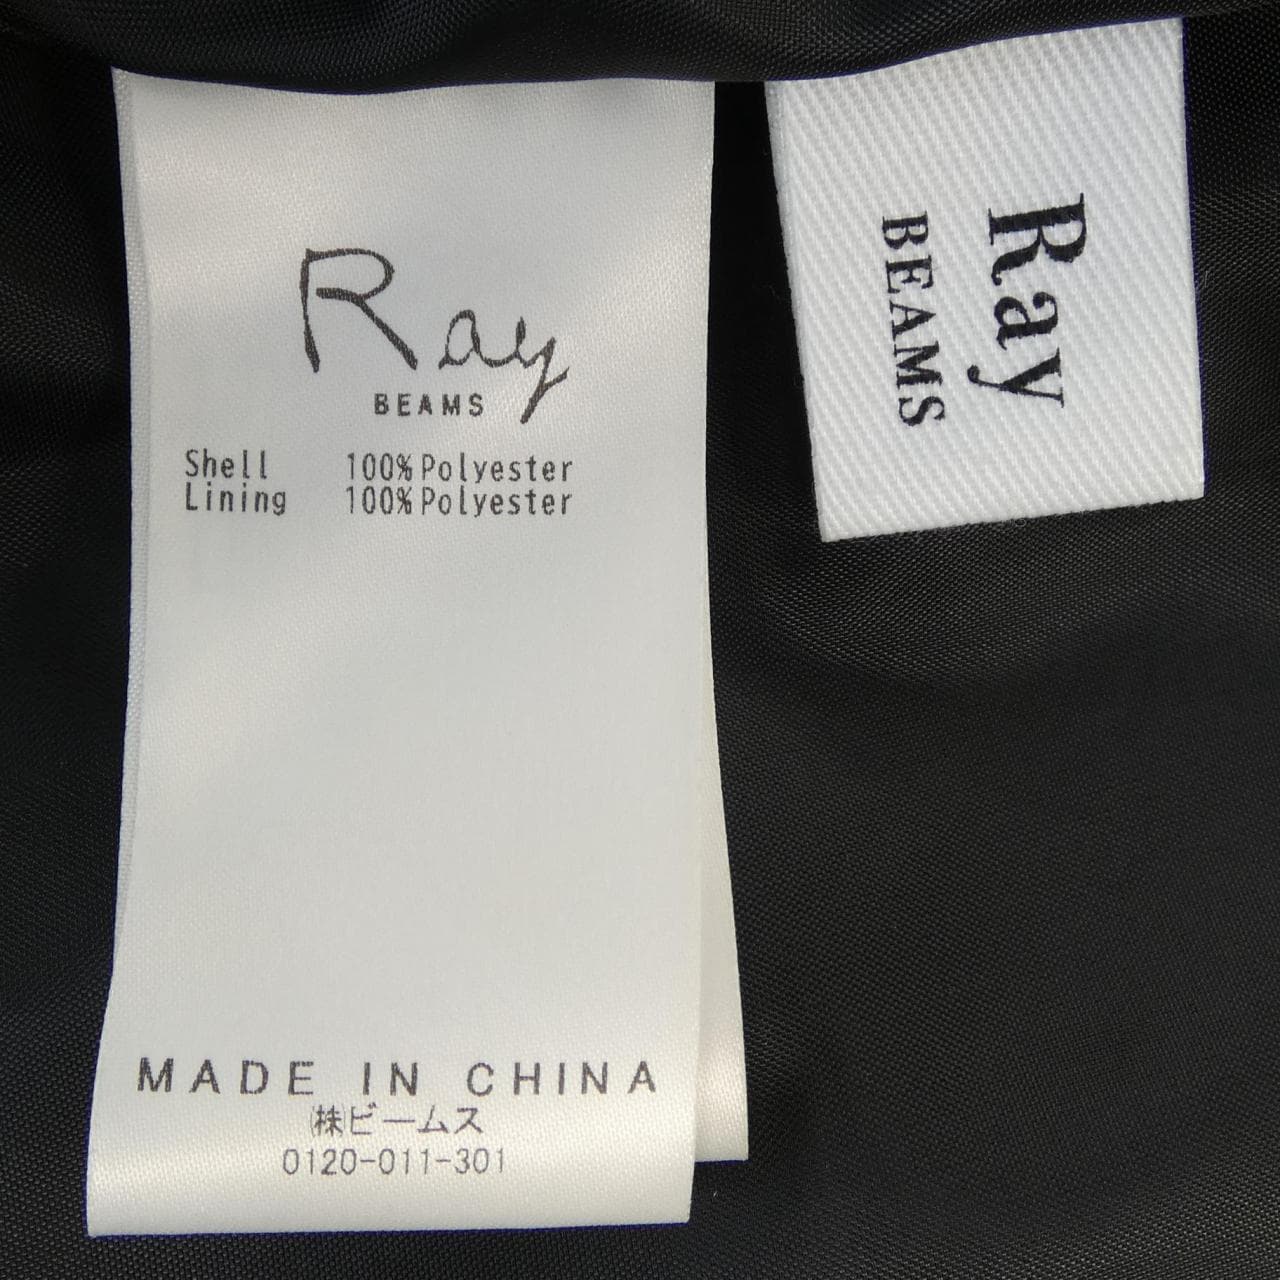 Ray
BEAMS
Shell 100% Polyester
Lining 100% Polyester
MADE IN CHINA
㈱ビームス
0120-011-301
Ray
BEAMS